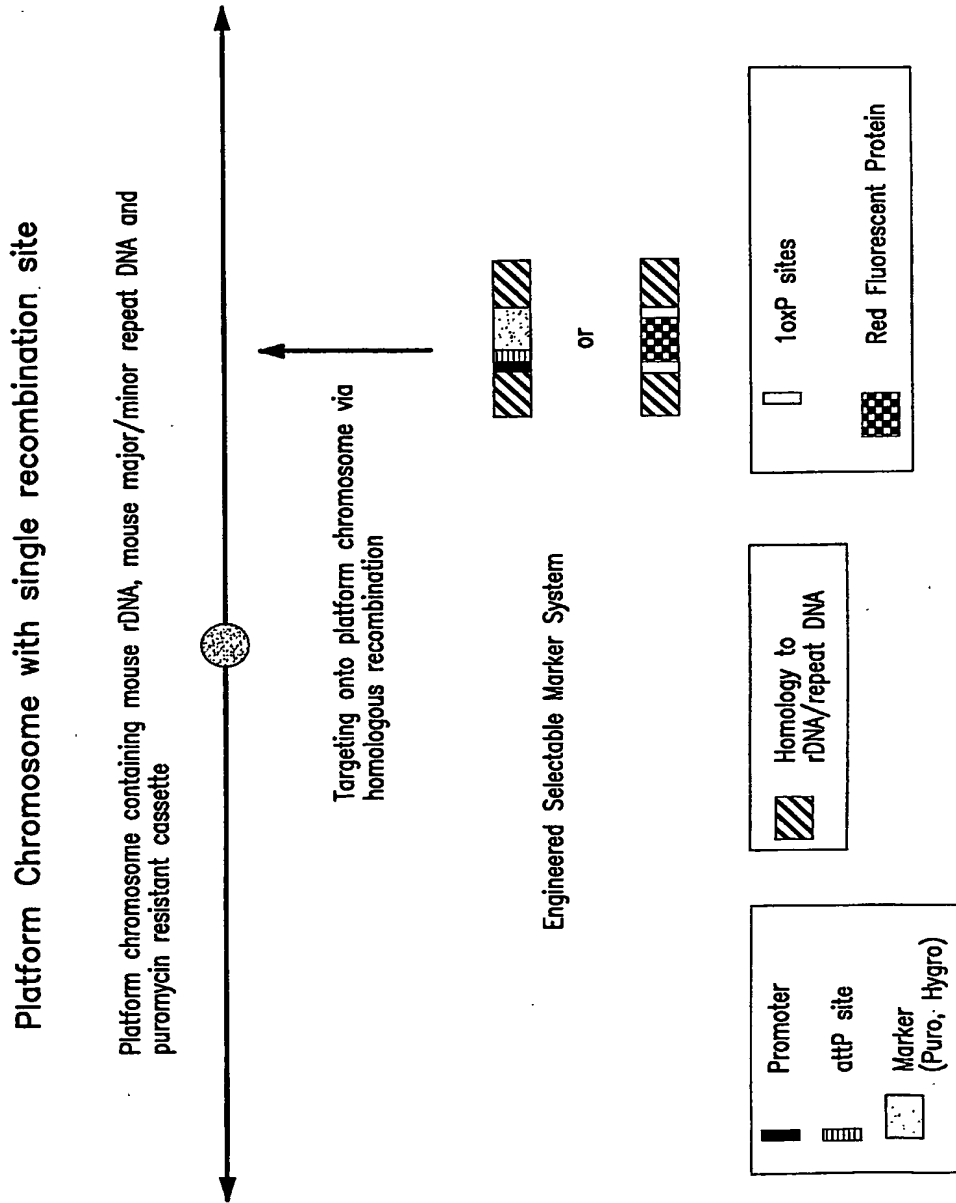 Platform Chromosome with single recombination site
Platform chromosome containing mouse rDNA, mouse major/minor repeat DNA and
puromycin resistant cassette
Targeting onto platform chromosome via
homologous recombination
Engineered Selectable Marker System
or
Promoter
attP site
Marker
(Puro, Hygro)
Homology to
rDNA/repeat DNA
1oxP sites
Red Fluorescent Protein